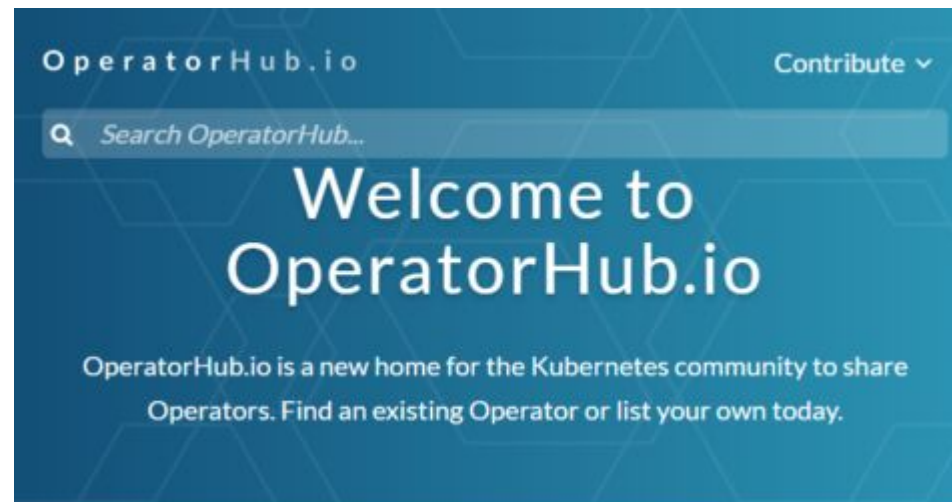 OperatorHub.io
Contribute
Search OperatorHub...
Welcome to
OperatorHub.io
OperatorHub.io is a new home for the Kubernetes community to share
Operators. Find an existing Operator or list your own today.